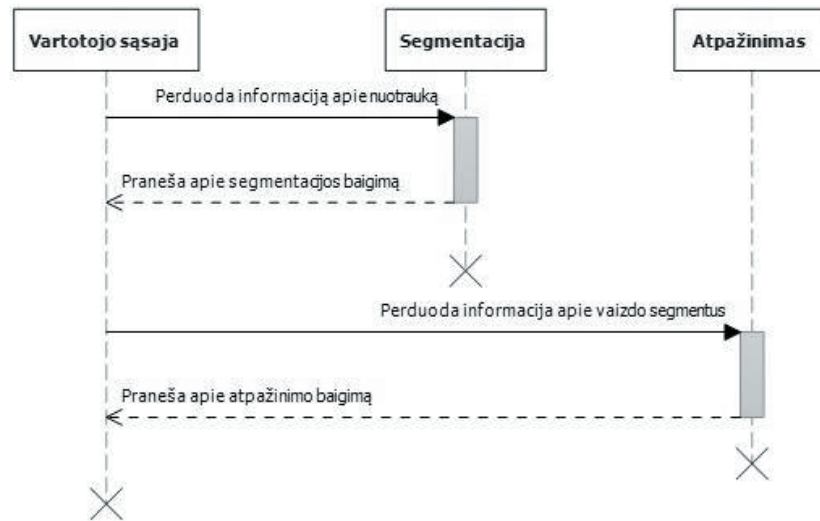 Vartotojo sąsaja
Segmentacija
Atpažinimas
Perduoda informaciją apie nuotrauką
Praneša apie segmentacijos baigimą
Perduoda informacija apie vaizdo segmentus
Praneša apie atpažinimo baigimą